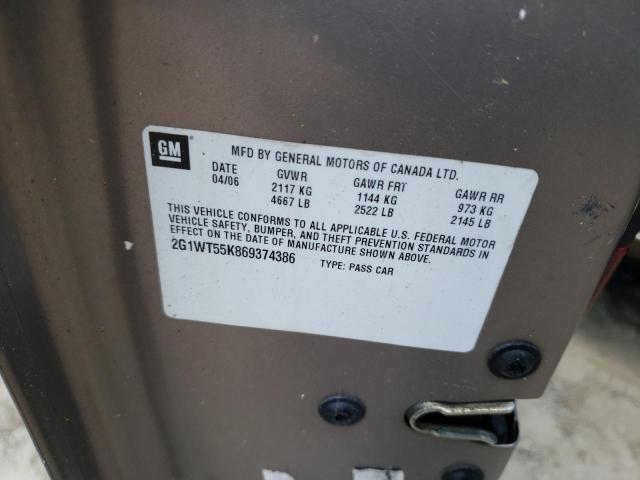 GM
MFD BY GENERAL MOTORS OF CANADA LTD.
DATE GVWR GAWR FRT GAWR RR
04/06 2117 KG 1144 KG 973 KG
4667 LB 2522 LB 2145 LB
THIS VEHICLE CONFORMS TO ALL APPLICABLE U.S. FEDERAL MOTOR
VEHICLE SAFETY, BUMPER, AND THEFT PREVENTION STANDARDS IN
EFFECT ON THE DATE OF MANUFACTURE SHOWN ABOVE.
2G1WT55K869374386 TYPE: PASS CAR